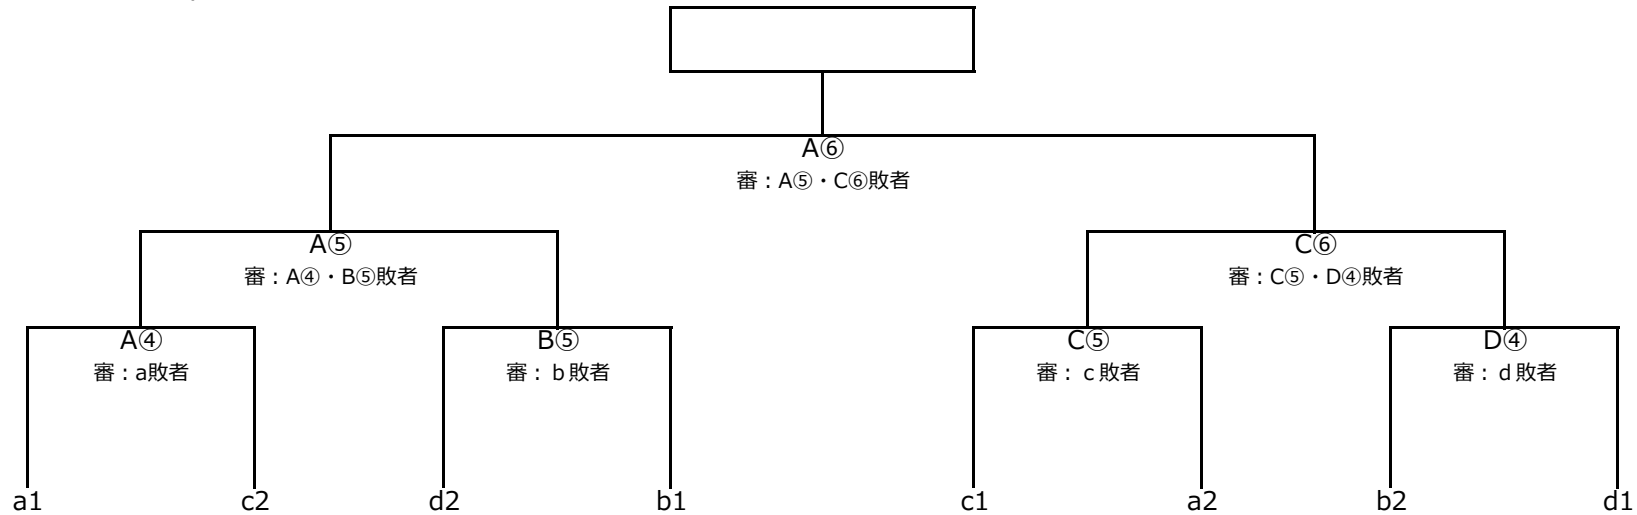 A⑥
審：A⑤・C⑥敗者
A⑤
C⑥
審：A④・B⑤敗者
審：C⑤・D④敗者
A④
B⑤
C⑤
D④
審：a敗者
審：ｂ敗者
審：ｃ敗者
審：ｄ敗者
a1
c2
d2
b1
c1
a2
b2
d1